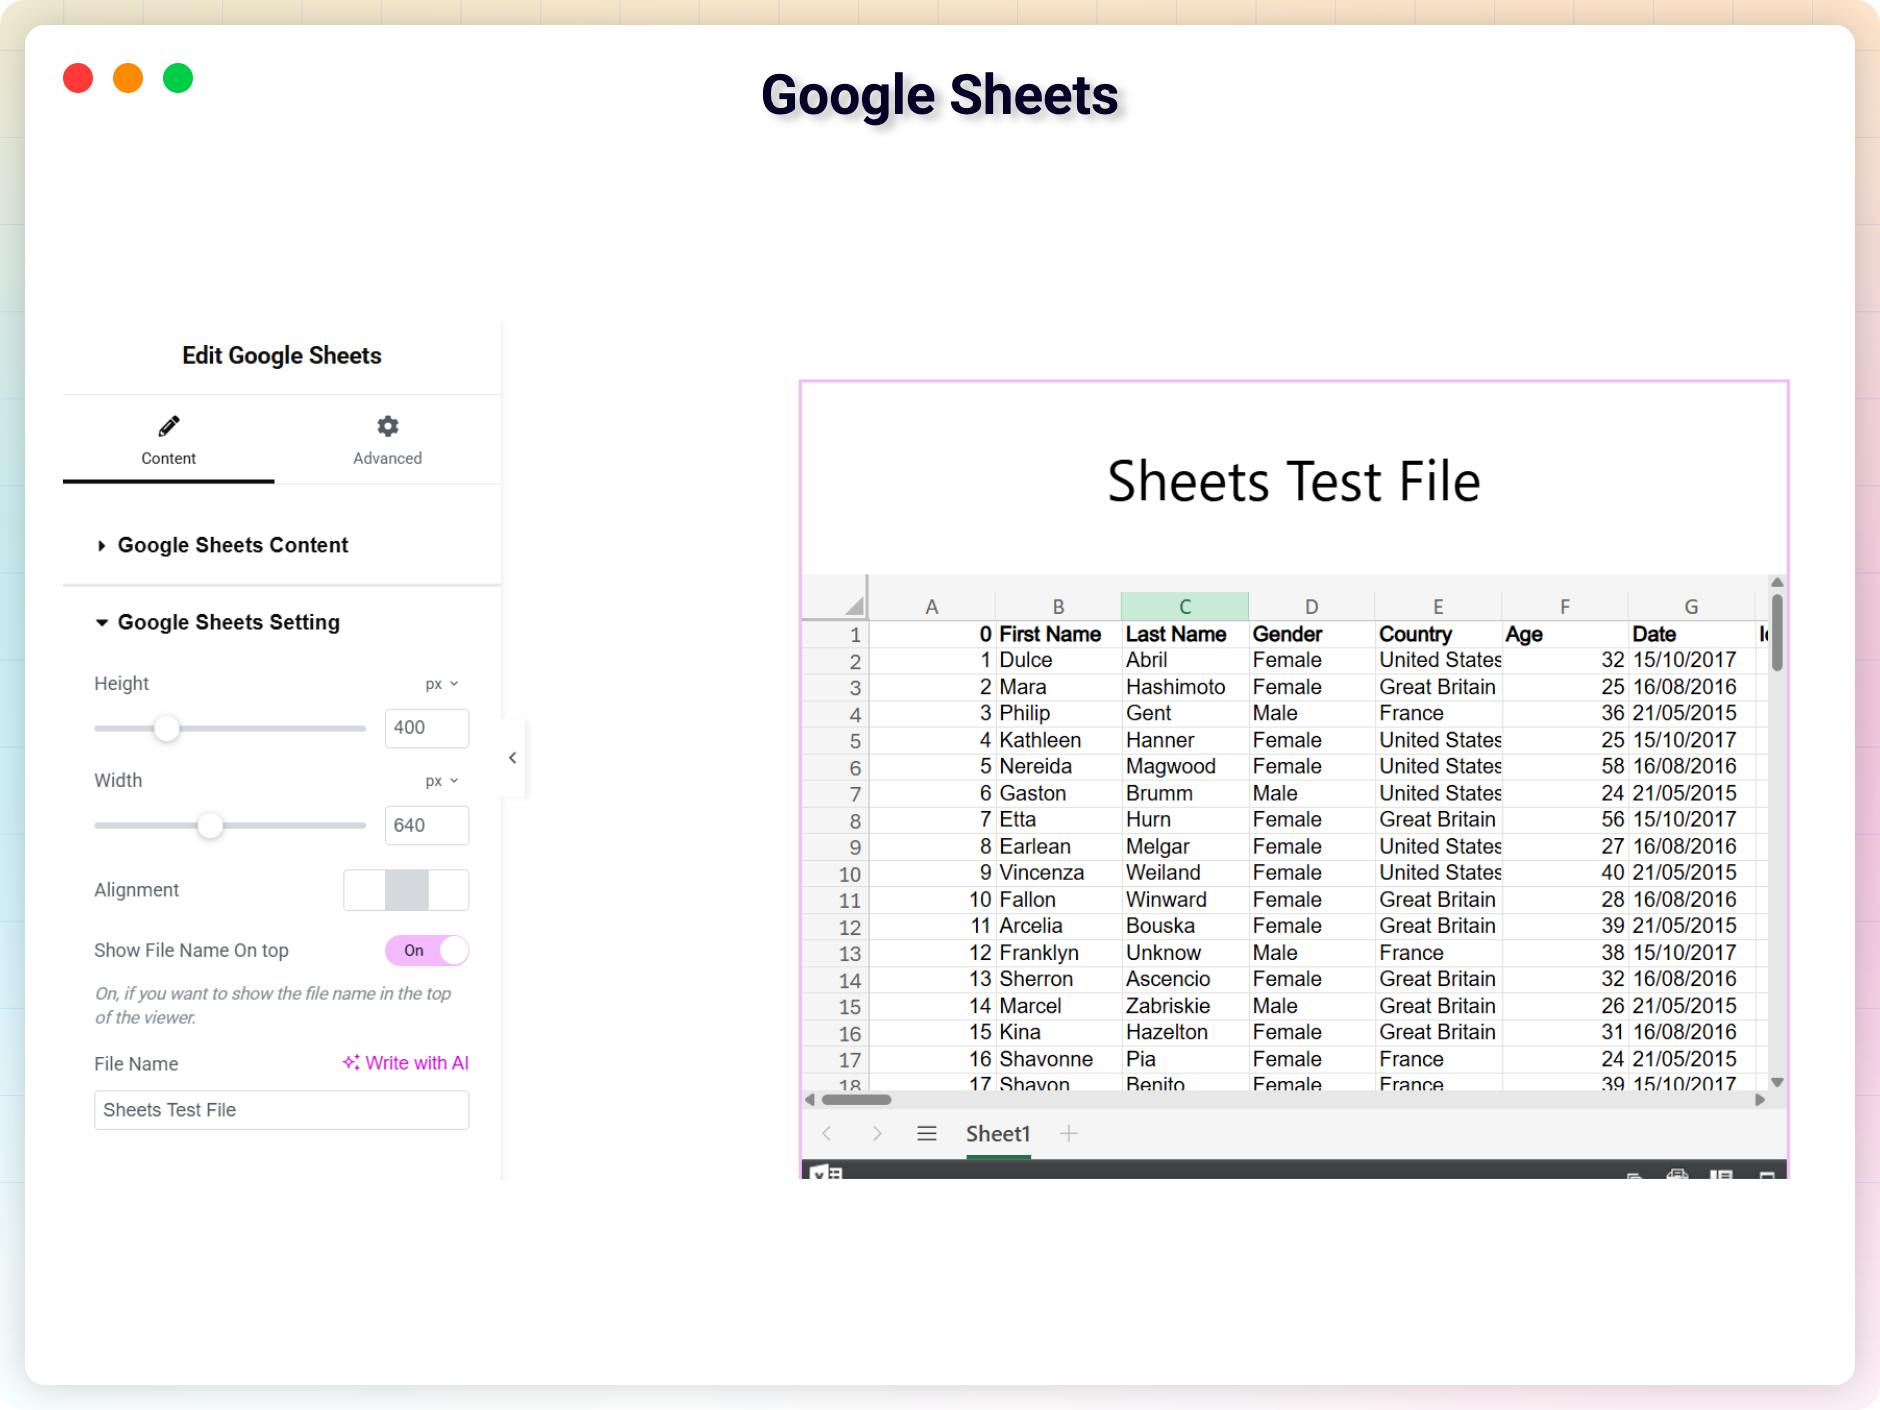 Google Sheets
Edit Google Sheets
Content Advanced
Google Sheets Content
Google Sheets Setting
Height px
400
Width px
640
Alignment
Show File Name On top On
On, if you want to show the file name in the top
of the viewer.
File Name Write with AI
Sheets Test File
Sheets Test File
A B C D E F G
1 0 First Name Last Name Gender Country Age Date
2 1 Dulce Abril Female United States 32 15/10/2017
3 2 Mara Hashimoto Female Great Britain 25 16/08/2016
4 3 Philip Gent Male France 36 21/05/2015
5 4 Kathleen Hanner Female United States 25 15/10/2017
6 5 Nereida Magwood Female United States 58 16/08/2016
7 6 Gaston Brumm Male United States 24 21/05/2015
8 7 Etta Hurn Female Great Britain 56 15/10/2017
9 8 Earlean Melgar Female United States 27 16/08/2016
10 9 Vincenza Weiland Female United States 40 21/05/2015
11 10 Fallon Winward Female Great Britain 28 16/08/2016
12 11 Arcelia Bouska Female Great Britain 39 21/05/2015
13 12 Franklyn Unknow Male France 38 15/10/2017
14 13 Sherron Ascencio Female Great Britain 32 16/08/2016
15 14 Marcel Zabriskie Male Great Britain 26 21/05/2015
16 15 Kina Hazelton Female Great Britain 31 16/08/2016
17 16 Shavonne Pia Female France 24 21/05/2015
18 17 Shavon Benito Female France 39 15/10/2017
Sheet1